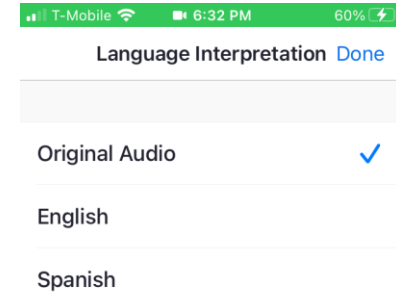 T-Mobile 6:32 PM 60%
Language Interpretation Done
Original Audio
English
Spanish